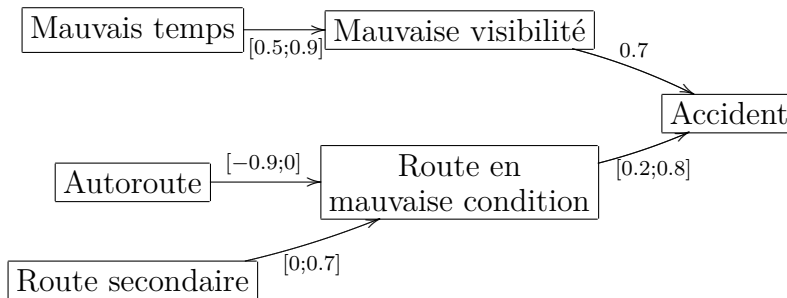 Mauvais temps
[0.5;0.9]
Mauvaise visibilité
0.7
Accident
Autoroute
[−0.9;0]
Route en
mauvaise condition
[0.2;0.8]
Route secondaire
[0;0.7]